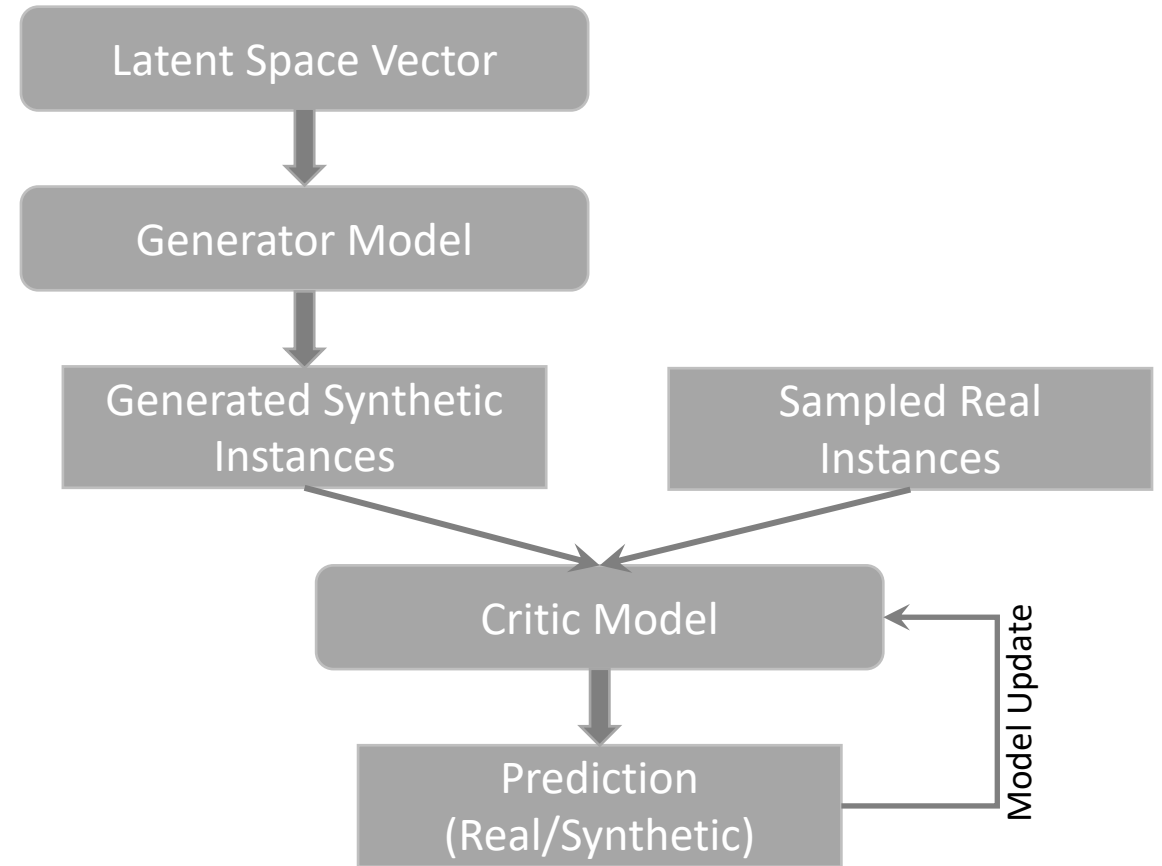 Latent Space Vector
Generator Model
Generated Synthetic
Instances
Sampled Real
Instances
Critic Model
Model Update
Prediction
(Real/Synthetic)